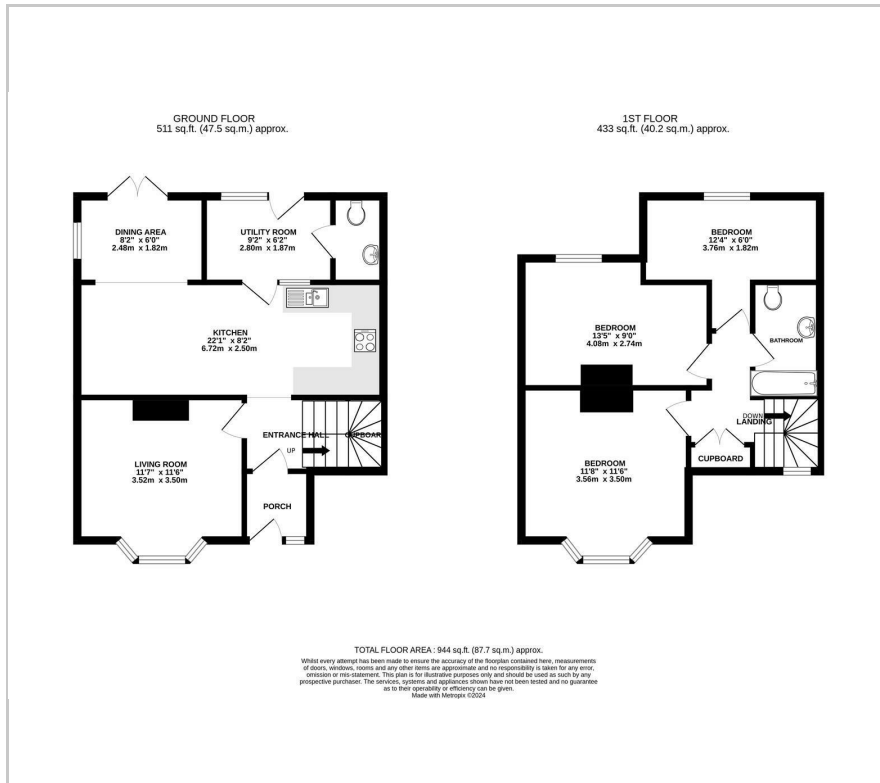 GROUND FLOOR
511 sq.ft. (47.5 sq.m.) approx.
DINING AREA
8'2" x 6'0"
2.48m x 1.82m
UTILITY ROOM
9'2" x 6'2"
2.80m x 1.87m
KITCHEN
22'1" x 8'2"
6.72m x 2.50m
LIVING ROOM
11'7" x 11'6"
3.52m x 3.50m
ENTRANCE HALL
CUPBOARD
UP
PORCH
1ST FLOOR
433 sq.ft. (40.2 sq.m.) approx.
BEDROOM
12'4" x 6'0"
3.76m x 1.82m
BEDROOM
13'5" x 9'0"
4.08m x 2.74m
BATHROOM
DOWN
LANDING
CUPBOARD
BEDROOM
11'8" x 11'6"
3.56m x 3.50m
TOTAL FLOOR AREA : 944 sq.ft. (87.7 sq.m.) approx.
Whilst every attempt has been made to ensure the accuracy of the floorplan contained here, measurements
of doors, windows, rooms and any other items are approximate and no responsibility is taken for any error,
omission or mis-statement. This plan is for illustrative purposes only and should be used as such by any
prospective purchaser. The services, systems and appliances shown have not been tested and no guarantee
as to their operability or efficiency can be given.
Made with Metropix ©2024